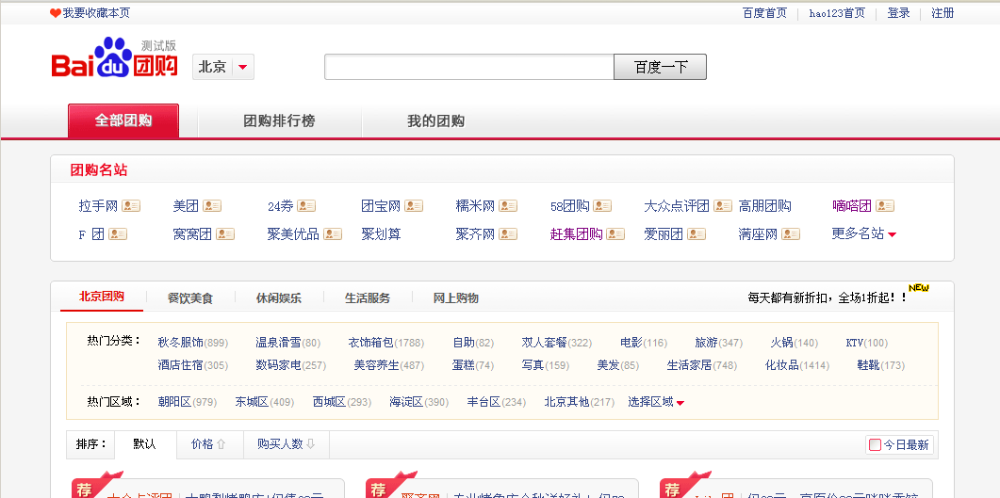 我要收藏本页 百度首页 hao123首页 登录 注册
Baidu团购 测试版 北京 百度一下
全部团购 团购排行榜 我的团购
团购名站
拉手网 美团 24券 团宝网 糯米网 58团购 大众点评团 高朋团购 嘀嗒团
F 团 窝窝团 聚美优品 聚划算 聚齐网 赶集团购 爱丽团 满座网 更多名站
北京团购 餐饮美食 休闲娱乐 生活服务 网上购物 每天都有新折扣，全场1折起！！ NEW
热门分类： 秋冬服饰(899) 温泉滑雪(80) 衣饰箱包(1788) 自助(82) 双人套餐(322) 电影(116) 旅游(347) 火锅(140) KTV(100)
酒店住宿(305) 数码家电(257) 美容养生(487) 蛋糕(74) 写真(159) 美发(85) 生活家居(748) 化妆品(1414) 鞋靴(173)
热门区域： 朝阳区(979) 东城区(409) 西城区(293) 海淀区(390) 丰台区(234) 北京其他(217) 选择区域
排序： 默认 价格 购买人数 今日最新
荐 大众点评团 荐 聚齐网 荐